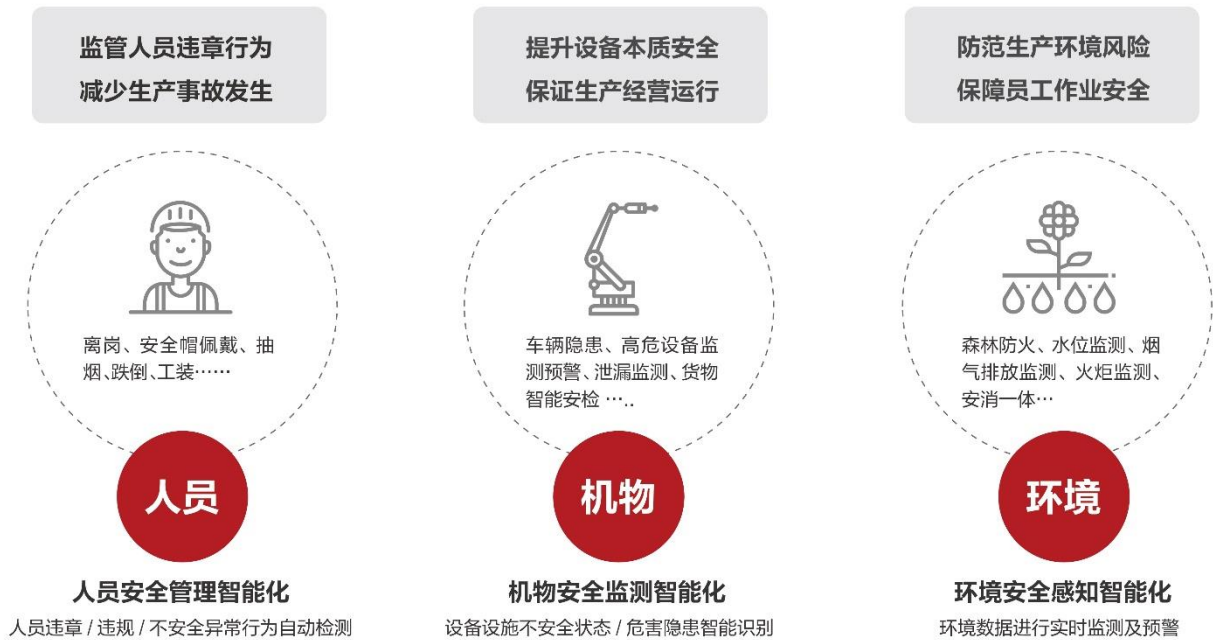 监管人员违章行为
减少生产事故发生
离岗、安全帽佩戴、抽
烟、跌倒、工装……
人员
人员安全管理智能化
人员违章 / 违规 / 不安全异常行为自动检测
提升设备本质安全
保证生产经营运行
车辆隐患、高危设备监
测预警、泄漏监测、货物
智能安检 …..
机物
机物安全监测智能化
设备设施不安全状态 / 危害隐患智能识别
防范生产环境风险
保障员工作业安全
森林防火、水位监测、烟
气排放监测、火炬监测、
安消一体…
环境
环境安全感知智能化
环境数据进行实时监测及预警